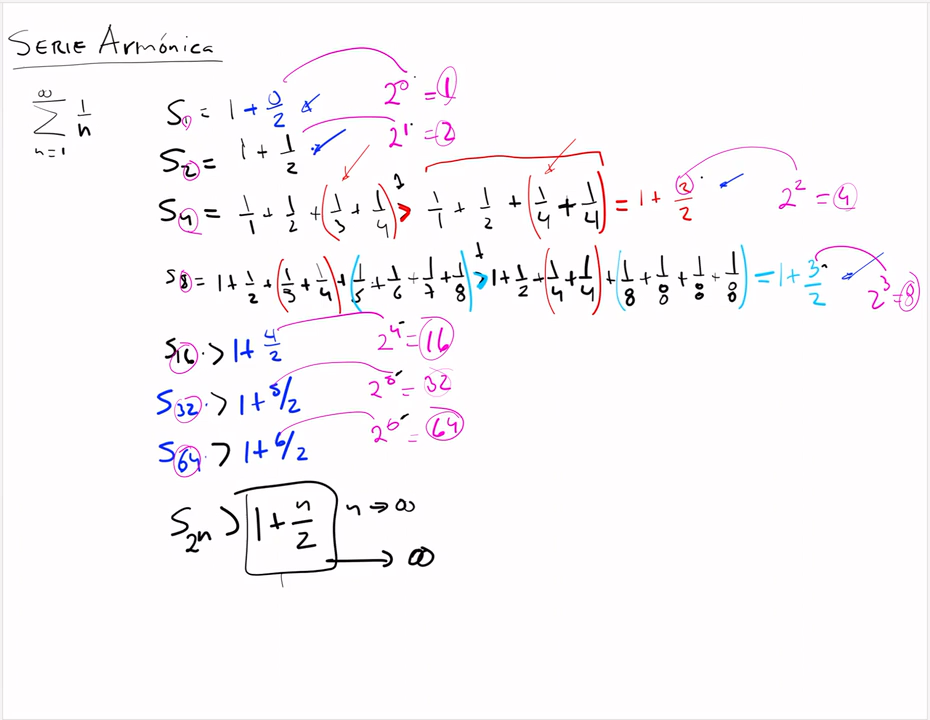 SERIE Armónica
∞ ∑ n=1 1/n
S1 = 1 + 0/2 2^0 = 1
S2 = 1 + 1/2 2^1 = 2
S4 = 1/1 + 1/2 + (1/3 + 1/4) > 1/1 + 1/2 + (1/4 + 1/4) = 1 + 2/2 2^2 = 4
S8 = 1 + 1/2 + (1/3 + 1/4) + (1/5 + 1/6 + 1/7 + 1/8) > 1 + 1/2 + (1/4 + 1/4) + (1/8 + 1/8 + 1/8 + 1/8) = 1 + 3/2 2^3 = 8
S16 > 1 + 4/2 2^4 = 16
S32 > 1 + 5/2 2^5 = 32
S64 > 1 + 6/2 2^6 = 64
S2^n > 1 + n/2 n → ∞
→ ∞